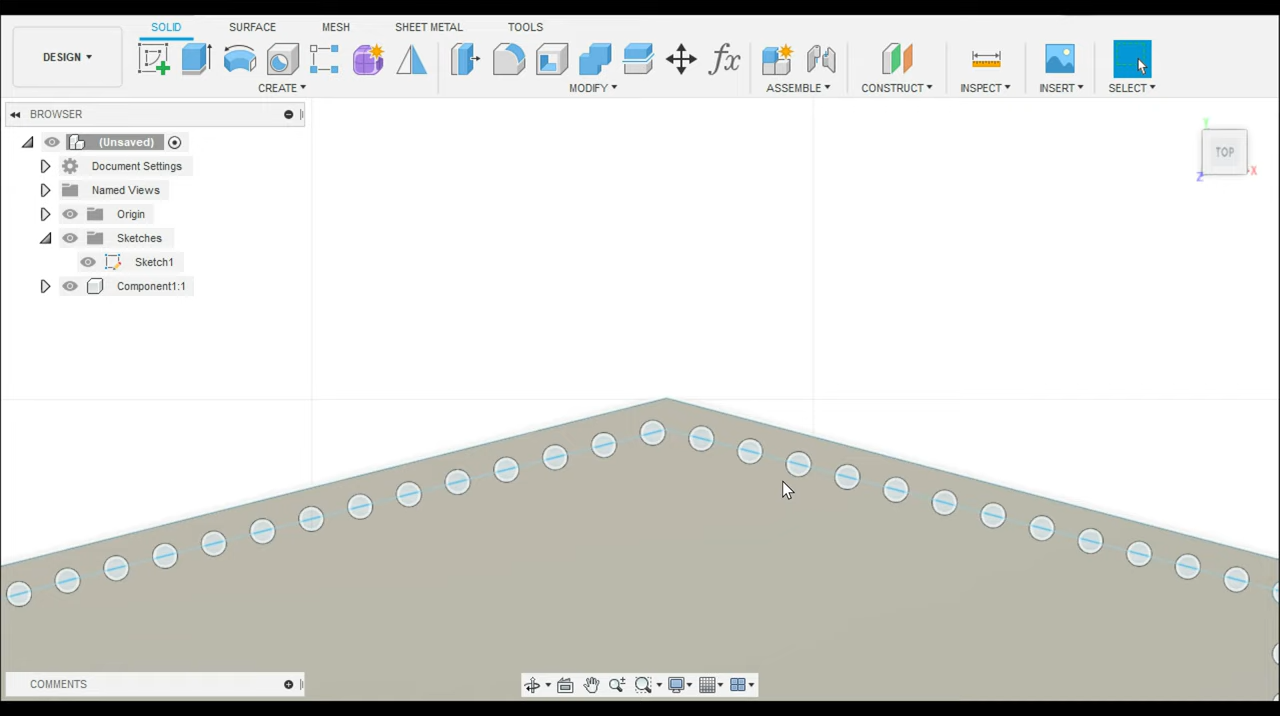 SOLID SURFACE MESH SHEET METAL TOOLS
DESIGN
fx
CREATE MODIFY ASSEMBLE CONSTRUCT INSPECT INSERT SELECT
BROWSER
(Unsaved)
Document Settings
Named Views
Origin
Sketches
Sketch1
Component1:1
Y
TOP
X
Z
COMMENTS